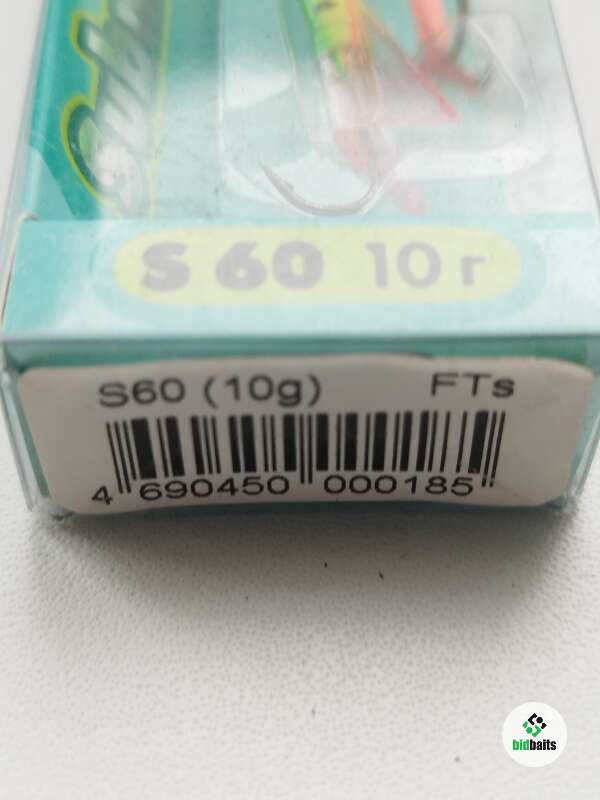 S 60 10 г
S60 (10g) FTs
4 690450 000185
bidbaits